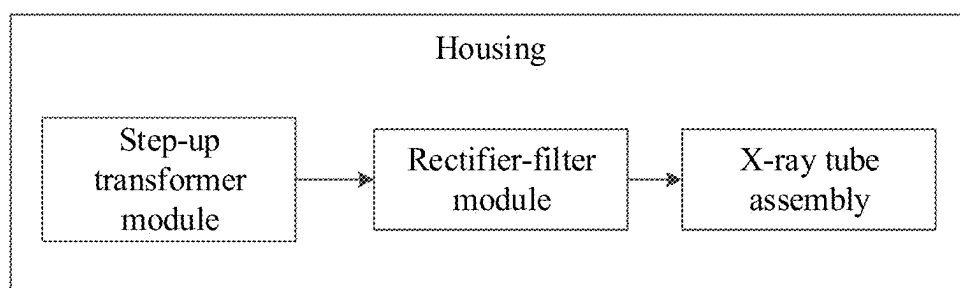 Housing
Step-up
transformer
module
Rectifier-filter
module
X-ray tube
assembly